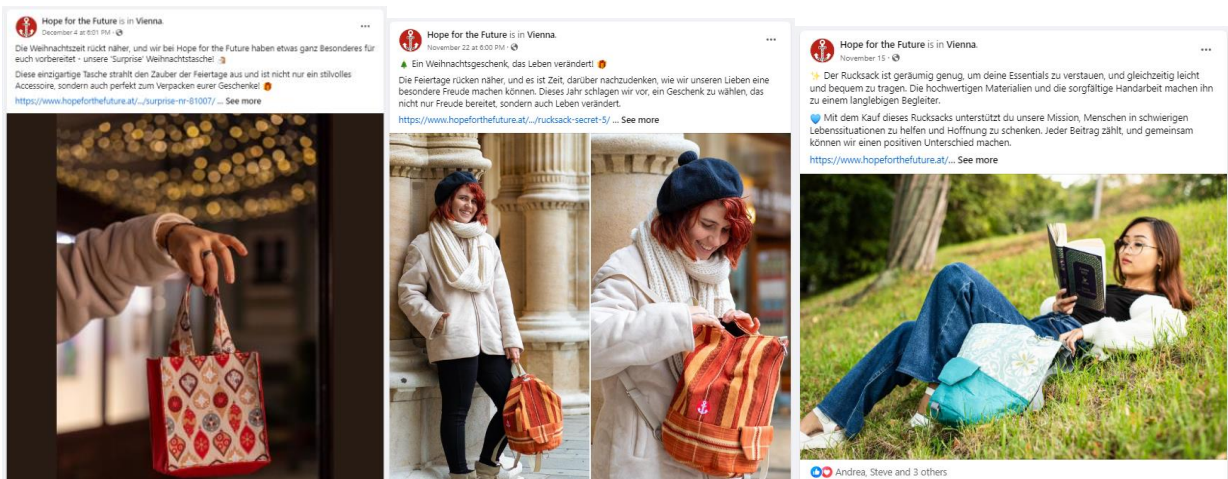 Hope for the Future is in Vienna.
December 4 at 6:01 PM ·
Die Weihnachtszeit rückt näher, und wir bei Hope for the Future haben etwas ganz Besonderes für
euch vorbereitet - unsere 'Surprise' Weihnachtstasche!
Diese einzigartige Tasche strahlt den Zauber der Feiertage aus und ist nicht nur ein stilvolles
Accessoire, sondern auch perfekt zum Verpacken eurer Geschenke!
https://www.hopeforthefuture.at/.../surprise-nr-81007/ ... See more
Hope for the Future is in Vienna.
November 22 at 6:00 PM ·
Ein Weihnachtsgeschenk, das Leben verändert!
Die Feiertage rücken näher, und es ist Zeit, darüber nachzudenken, wie wir unseren Lieben eine
besondere Freude machen können. Dieses Jahr schlagen wir vor, ein Geschenk zu wählen, das
nicht nur Freude bereitet, sondern auch Leben verändert.
https://www.hopeforthefuture.at/.../rucksack-secret-5/ ... See more
Hope for the Future is in Vienna.
November 15 ·
Der Rucksack ist geräumig genug, um deine Essentials zu verstauen, und gleichzeitig leicht
und bequem zu tragen. Die hochwertigen Materialien und die sorgfältige Handarbeit machen ihn
zu einem langlebigen Begleiter.
Mit dem Kauf dieses Rucksacks unterstützt du unsere Mission, Menschen in schwierigen
Lebenssituationen zu helfen und Hoffnung zu schenken. Jeder Beitrag zählt, und gemeinsam
können wir einen positiven Unterschied machen.
https://www.hopeforthefuture.at/... See more
Andrea, Steve and 3 others